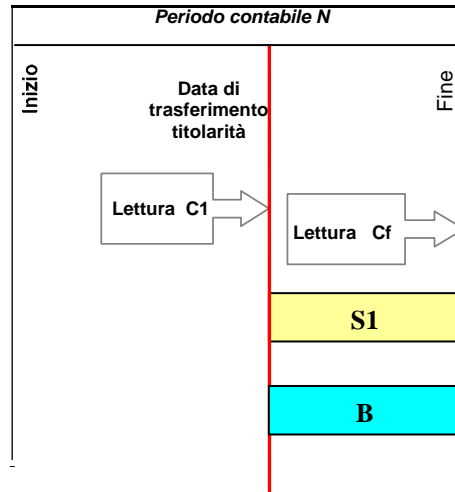 Periodo contabile N
Inizio
Data di
trasferimento
titolarità
Fine
Lettura C1
Lettura Cf
S1
B